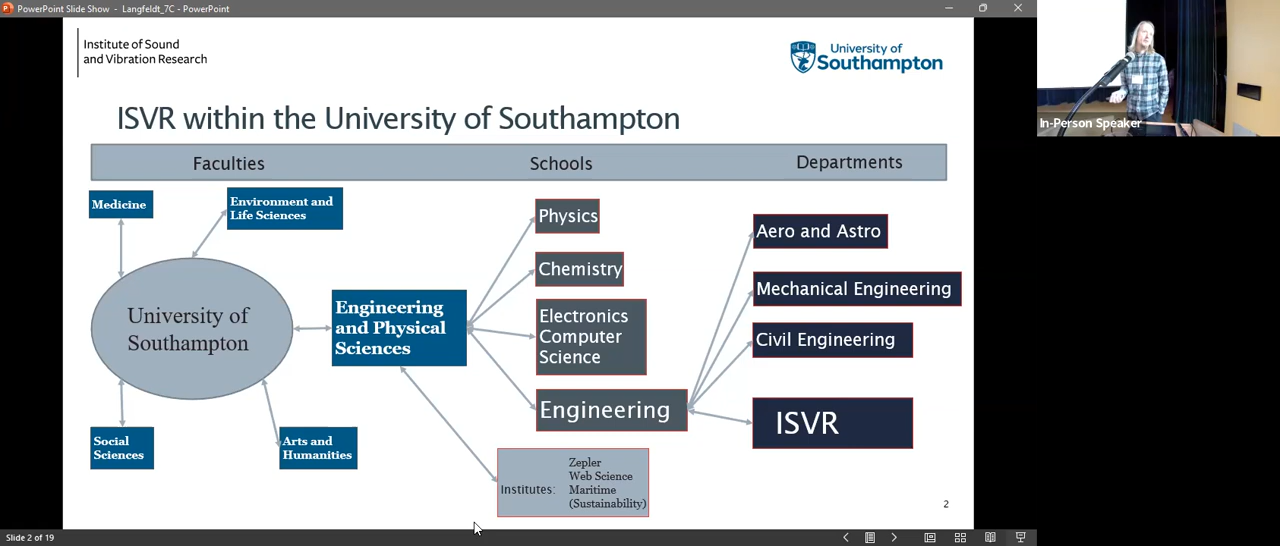 PowerPoint Slide Show - Langfeldt_7C - PowerPoint
Institute of Sound
and Vibration Research
University of
Southampton
In-Person Speaker
ISVR within the University of Southampton
Faculties
Schools
Departments
Medicine
Environment and
Life Sciences
University of
Southampton
Social
Sciences
Arts and
Humanities
Engineering
and Physical
Sciences
Physics
Chemistry
Electronics
Computer
Science
Engineering
Institutes:
Zepler
Web Science
Maritime
(Sustainability)
Aero and Astro
Mechanical Engineering
Civil Engineering
ISVR
2
Slide 2 of 19